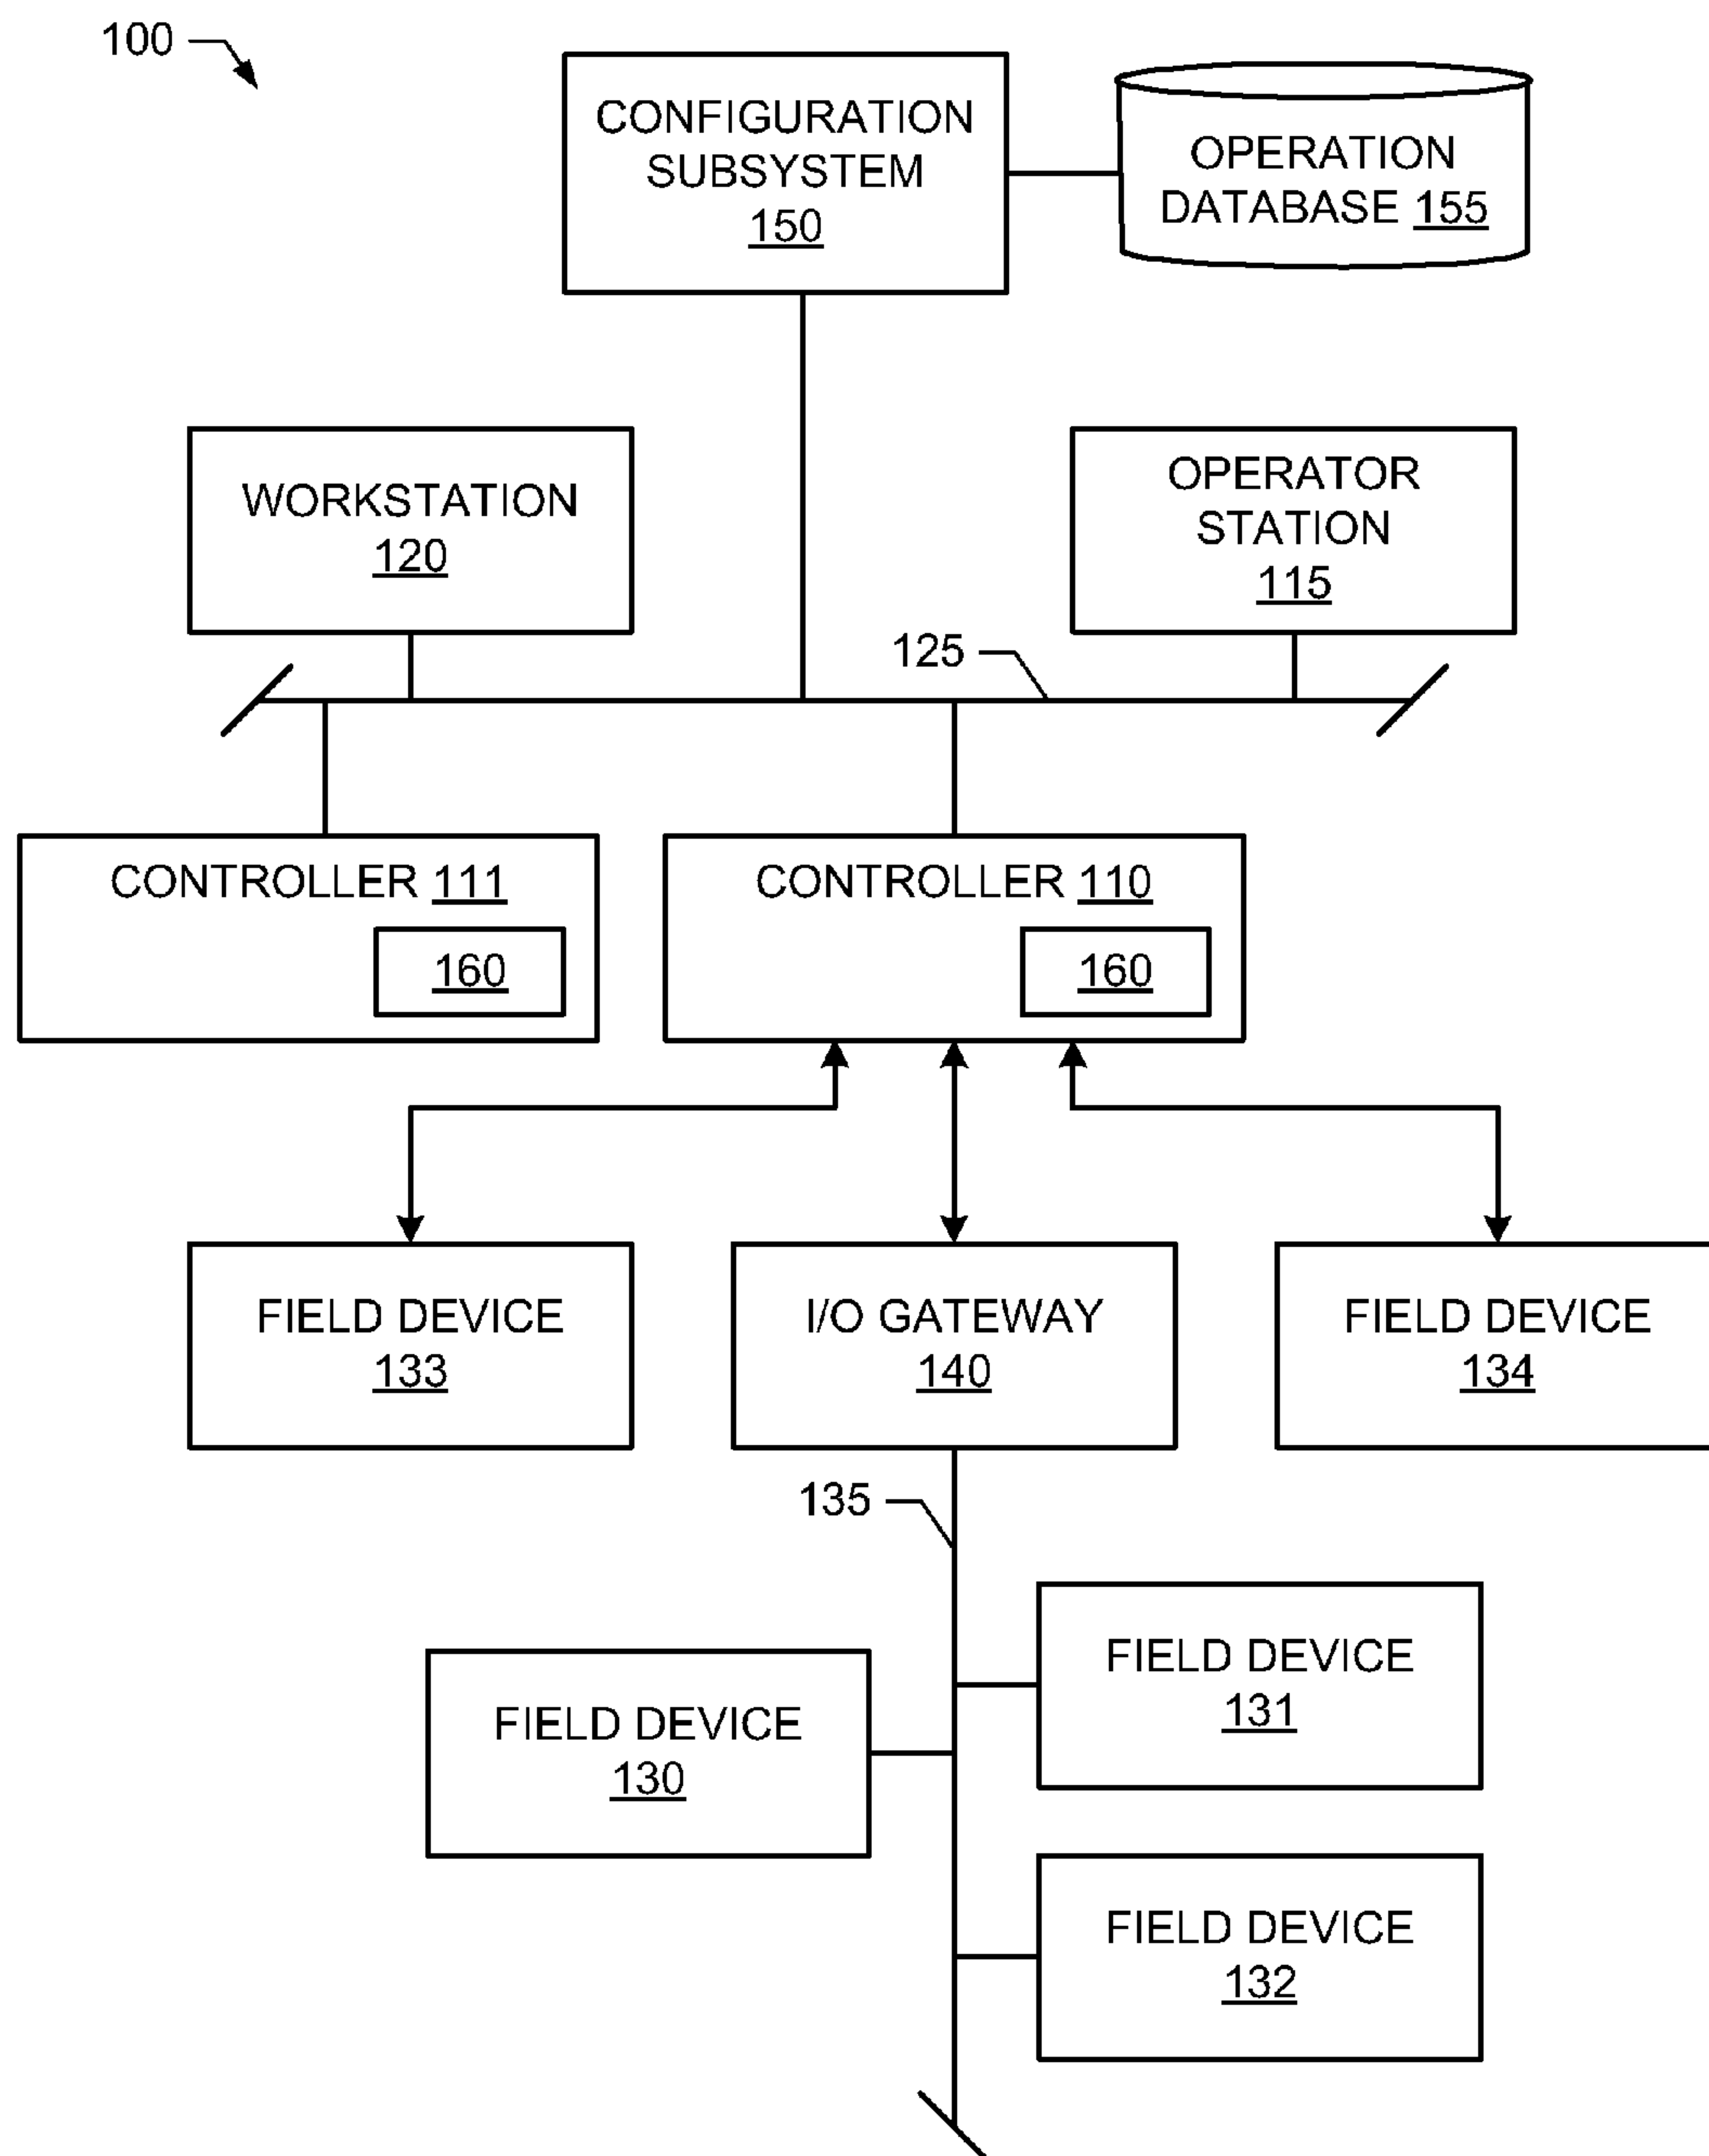 100
CONFIGURATION
SUBSYSTEM
150
OPERATION
DATABASE 155
WORKSTATION
120
OPERATOR
STATION
115
125
CONTROLLER 111
160
CONTROLLER 110
160
FIELD DEVICE
133
I/O GATEWAY
140
FIELD DEVICE
134
135
FIELD DEVICE
131
FIELD DEVICE
130
FIELD DEVICE
132